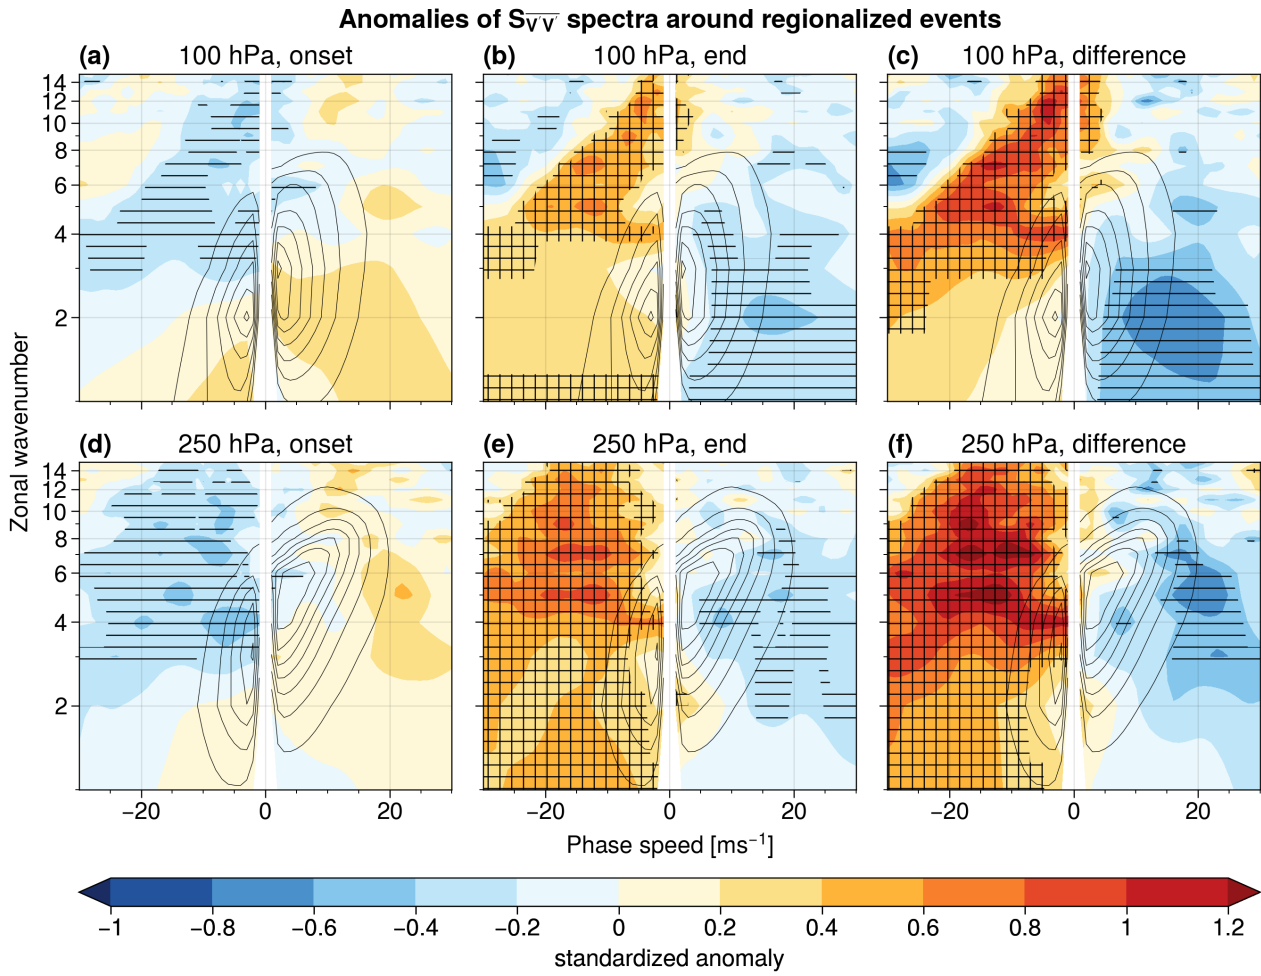 Anomalies of Sv′v′ spectra around regionalized events
(a) 100 hPa, onset
(b) 100 hPa, end
(c) 100 hPa, difference
14
12
10
8
6
4
2
(d) 250 hPa, onset
(e) 250 hPa, end
(f) 250 hPa, difference
14
12
10
8
6
4
2
Zonal wavenumber
−20 0 20 −20 0 20 −20 0 20
Phase speed [ms⁻¹]
−1 −0.8 −0.6 −0.4 −0.2 0 0.2 0.4 0.6 0.8 1 1.2
standardized anomaly